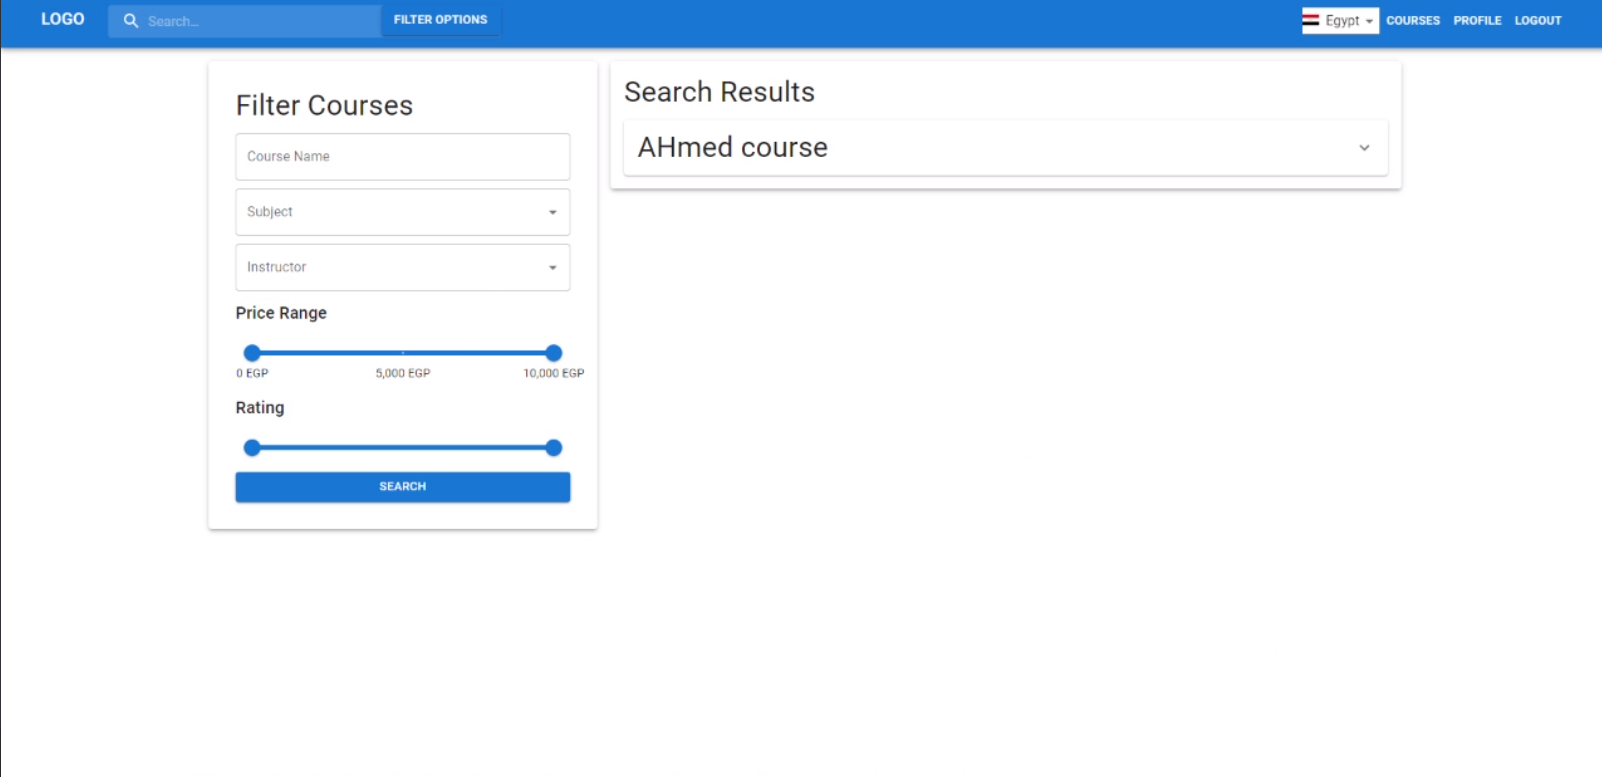 LOGO Search... FILTER OPTIONS Egypt COURSES PROFILE LOGOUT
Filter Courses
Course Name
Subject
Instructor
Price Range
0 EGP 5,000 EGP 10,000 EGP
Rating
SEARCH
Search Results
AHmed course